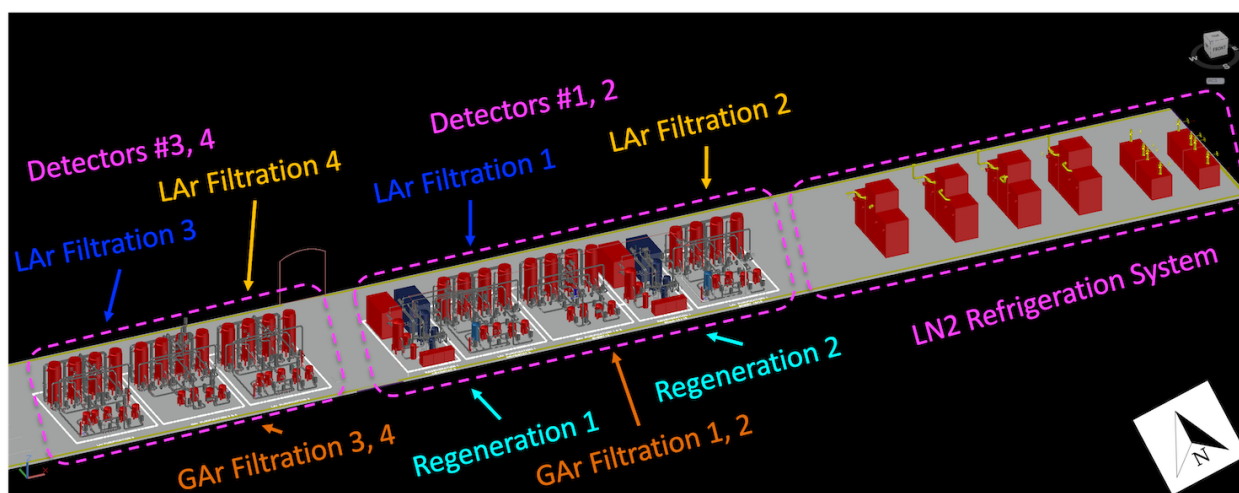 Detectors #3, 4
Detectors #1, 2
LAr Filtration 2
LAr Filtration 4
LAr Filtration 1
LAr Filtration 3
LN2 Refrigeration System
Regeneration 2
Regeneration 1
GAr Filtration 1, 2
GAr Filtration 3, 4
N